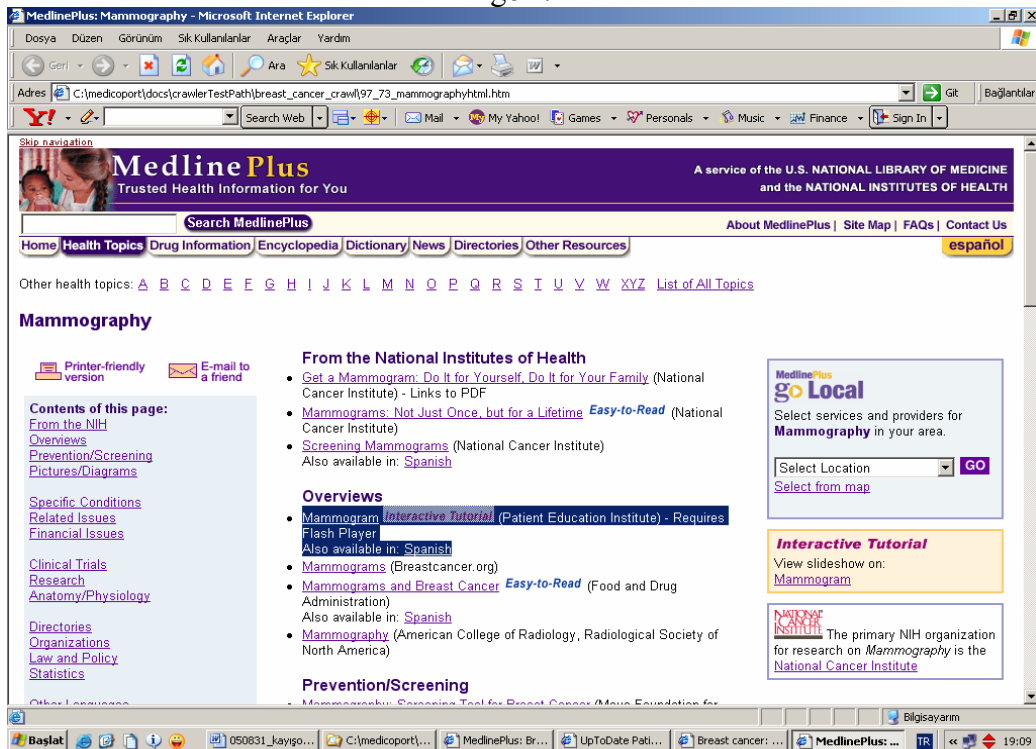 MedlinePlus: Mammography - Microsoft Internet Explorer
Dosya Düzen Görünüm Sık Kullanılanlar Araçlar Yardım
Geri Ara Sık Kullanılanlar
Adres C:\medicoport\docs\crawlerTestPath\breast_cancer_crawl\97_73_mammographyhtml.htm Git Bağlantılar
Y! Search Web Mail My Yahoo! Games Personals Music Finance Sign In
Skip navigation
MedlinePlus
Trusted Health Information for You
A service of the U.S. NATIONAL LIBRARY OF MEDICINE
and the NATIONAL INSTITUTES OF HEALTH
Search MedlinePlus
About MedlinePlus | Site Map | FAQs | Contact Us
Home Health Topics Drug Information Encyclopedia Dictionary News Directories Other Resources español
Other health topics: A B C D E F G H I J K L M N O P Q R S T U V W XYZ List of All Topics
Mammography
Printer-friendly
version
E-mail to
a friend
Contents of this page:
From the NIH
Overviews
Prevention/Screening
Pictures/Diagrams
Specific Conditions
Related Issues
Financial Issues
Clinical Trials
Research
Anatomy/Physiology
Directories
Organizations
Law and Policy
Statistics
Other Languages
From the National Institutes of Health
Get a Mammogram: Do It for Yourself, Do It for Your Family (National
Cancer Institute) - Links to PDF
Mammograms: Not Just Once, but for a Lifetime Easy-to-Read (National
Cancer Institute)
Screening Mammograms (National Cancer Institute)
Also available in: Spanish
Overviews
Mammogram Interactive Tutorial (Patient Education Institute) - Requires
Flash Player
Also available in: Spanish
Mammograms (Breastcancer.org)
Mammograms and Breast Cancer Easy-to-Read (Food and Drug
Administration)
Also available in: Spanish
Mammography (American College of Radiology, Radiological Society of
North America)
Prevention/Screening
Mammography: Screening Tool for Breast Cancer (Mayo Foundation for
MedlinePlus
go Local
Select services and providers for
Mammography in your area.
Select Location GO
Select from map
Interactive Tutorial
View slideshow on:
Mammogram
NATIONAL
CANCER
INSTITUTE The primary NIH organization
for research on Mammography is the
National Cancer Institute
Bilgisayarım
Başlat 050831_kayışo... C:\medicoport\... MedlinePlus: Br... UpToDate Pati... Breast cancer: ... MedlinePlus: ... TR 19:08